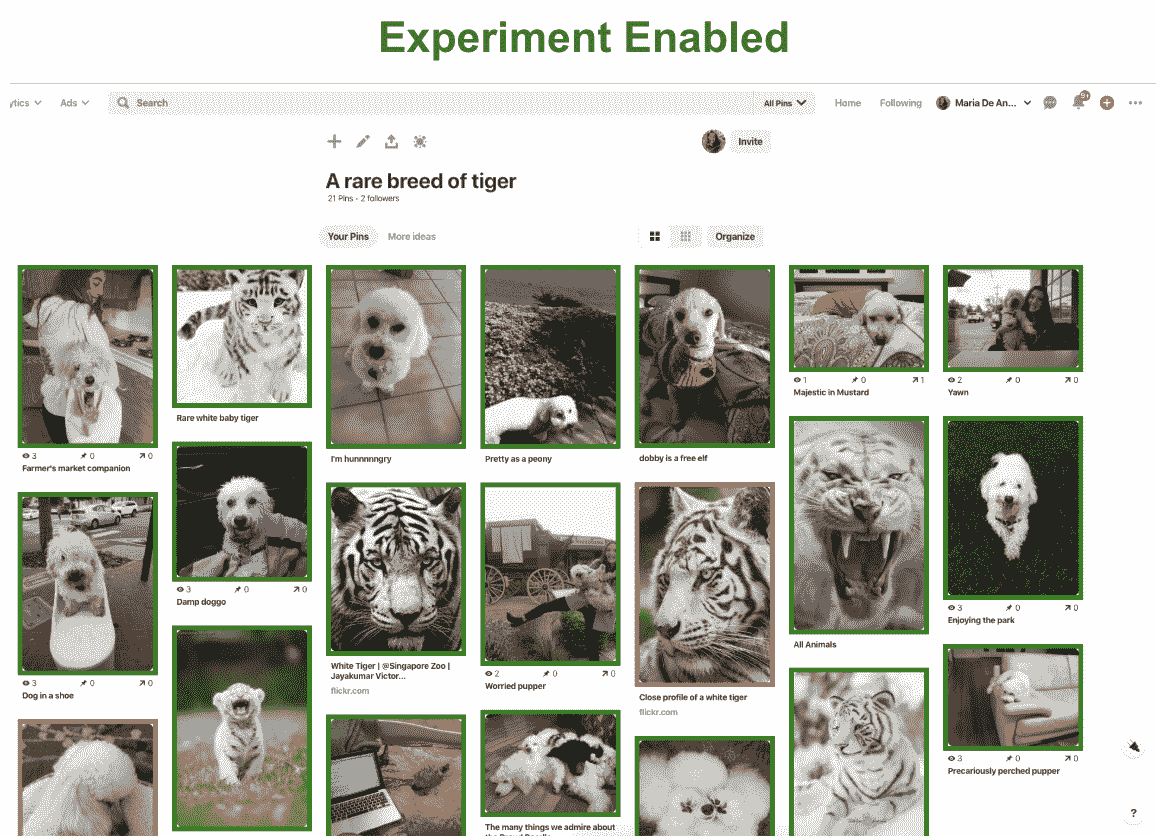 Experiment Enabled
ytics
Ads
Search
All Pins
Home
Following
Maria De An...
9+
Invite
A rare breed of tiger
21 Pins · 2 followers
Your Pins
More ideas
Organize
3 0 0
Farmer's market companion
Rare white baby tiger
I'm hunnnnngry
Pretty as a peony
dobby is a free elf
1 0 1
Majestic in Mustard
2 0 0
Yawn
3 0 0
Dog in a shoe
3 0 0
Damp doggo
White Tiger | @Singapore Zoo |
Jayakumar Victor...
flickr.com
2 0 0
Worried pupper
Close profile of a white tiger
flickr.com
All Animals
3 0 0
Enjoying the park
3 0 0
Precariously perched pupper
The many things we admire about
?